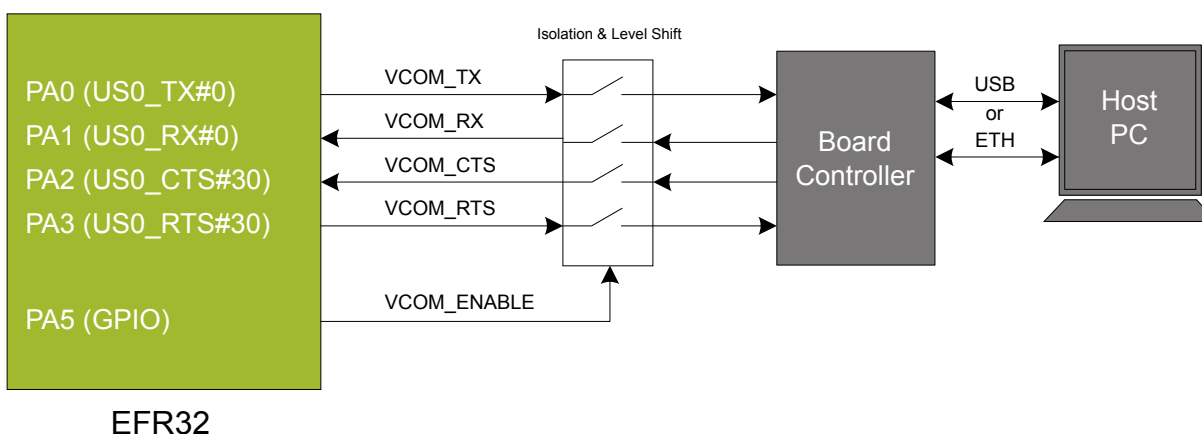 Isolation & Level Shift
PA0 (US0_TX#0)
VCOM_TX
PA1 (US0_RX#0)
VCOM_RX
PA2 (US0_CTS#30)
VCOM_CTS
PA3 (US0_RTS#30)
VCOM_RTS
PA5 (GPIO)
VCOM_ENABLE
EFR32
Board
Controller
USB
or
ETH
Host
PC